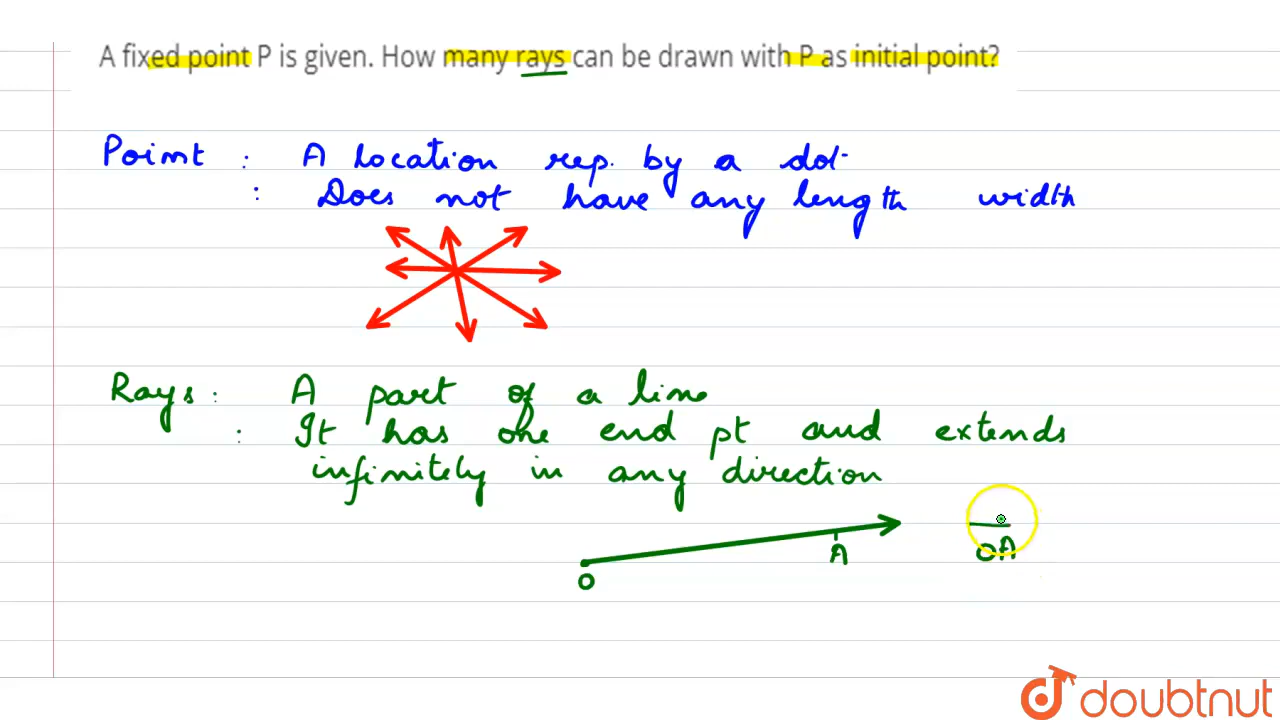 A fixed point P is given. How many rays can be drawn with P as initial point?
Point : A location rep. by a dot
: Does not have any length width
Rays : A part of a line
: It has one end pt and extends
infinitely in any direction
O A OA
doubtnut